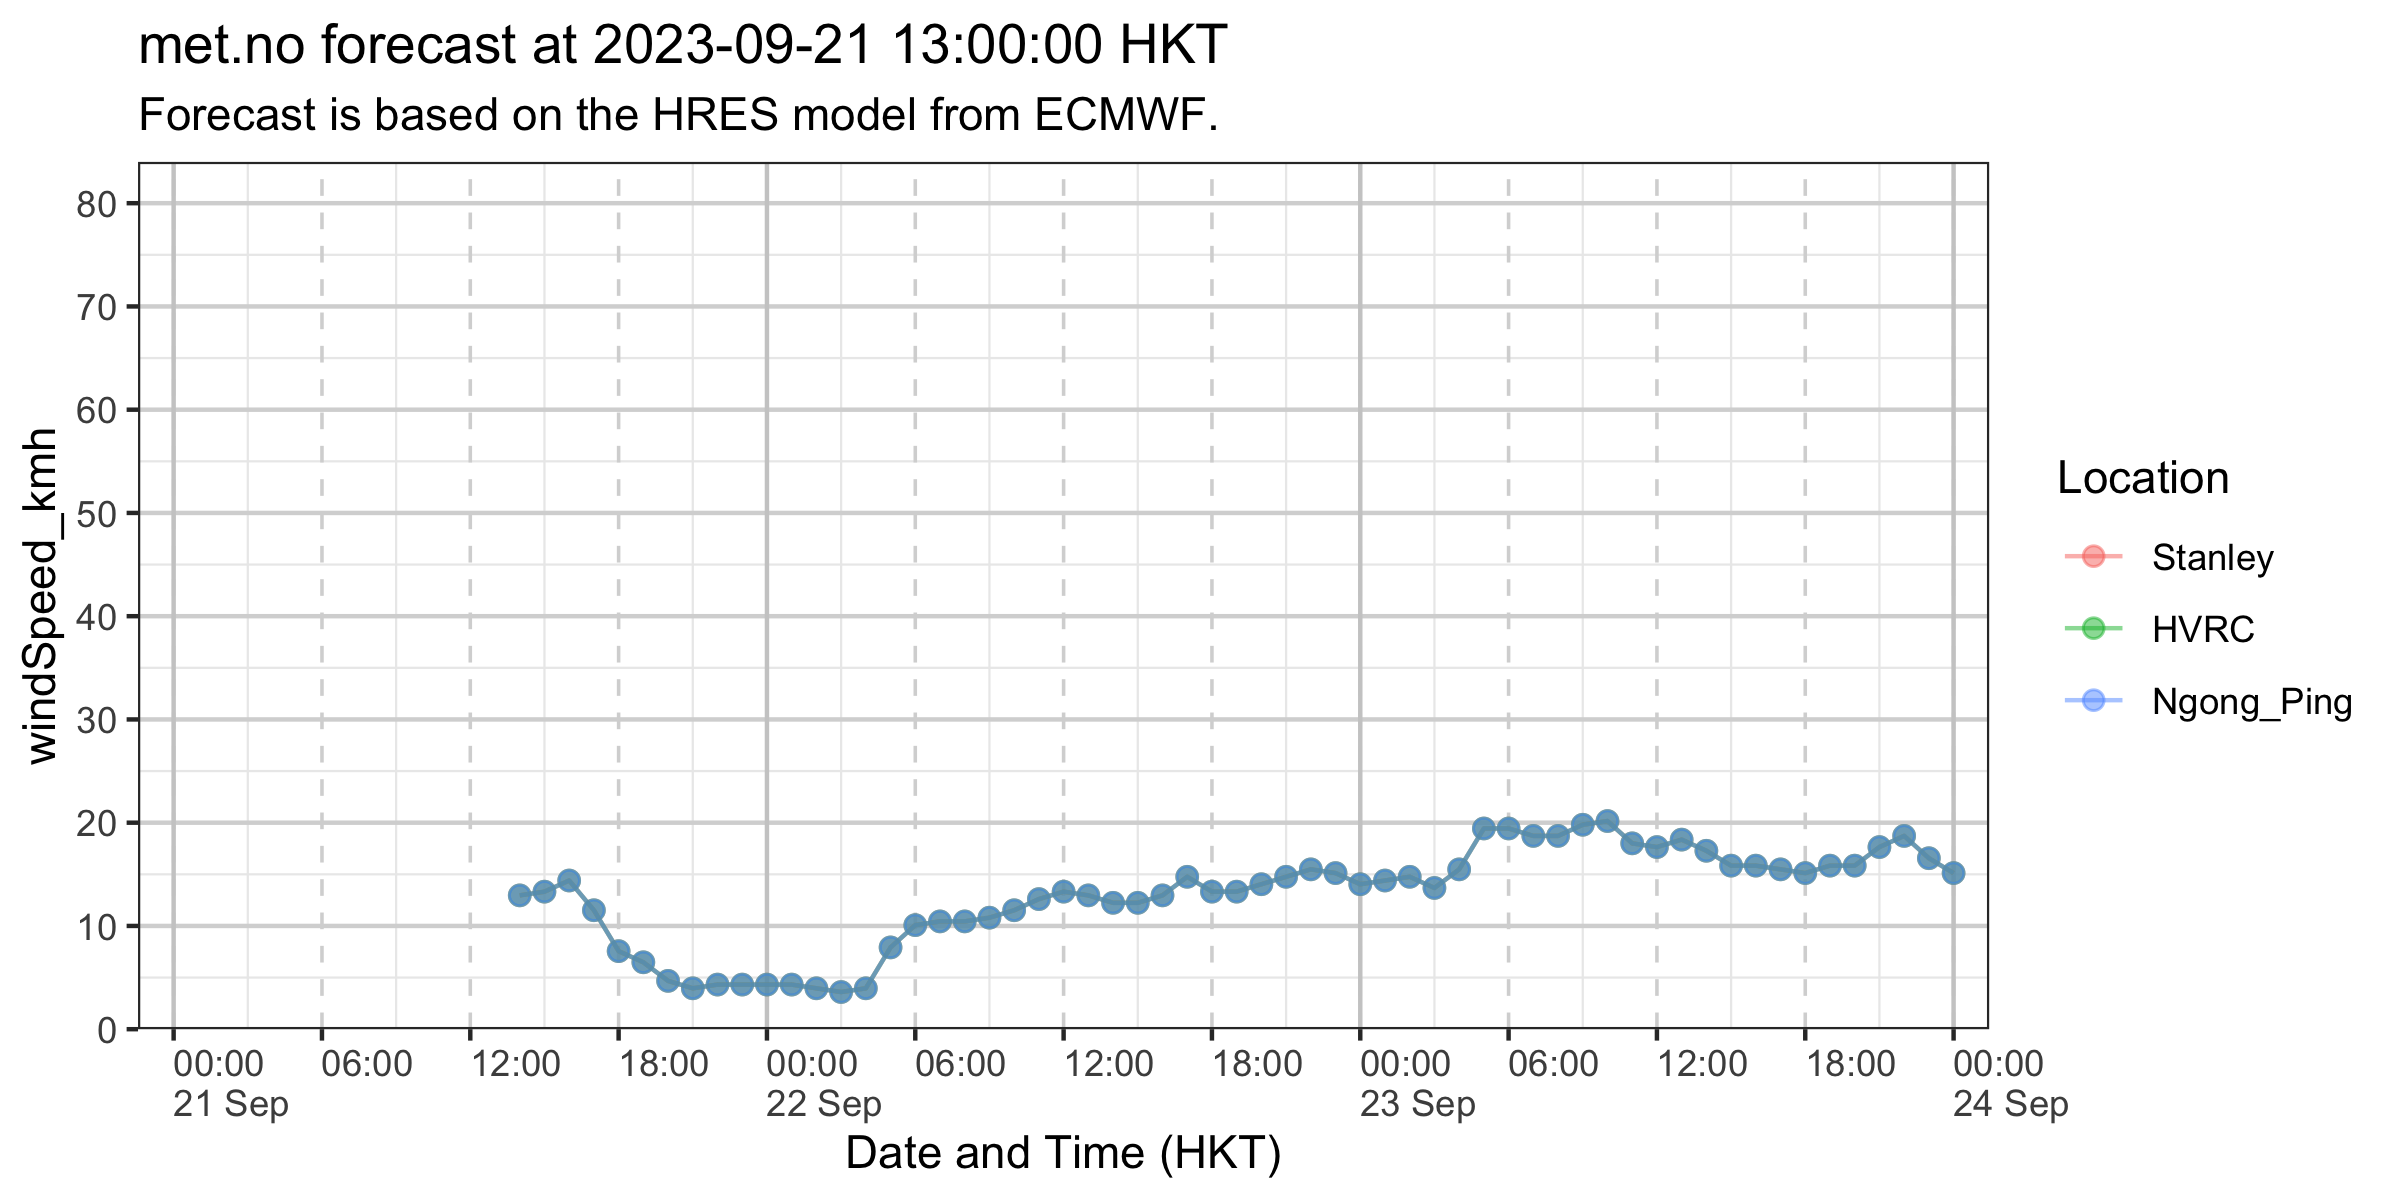 met.no forecast at 2023-09-21 13:00:00 HKT
Forecast is based on the HRES model from ECMWF.
windSpeed_kmh
80
70
60
50
40
30
20
10
0
00:00 06:00 12:00 18:00 00:00 06:00 12:00 18:00 00:00 06:00 12:00 18:00 00:00
21 Sep 22 Sep 23 Sep 24 Sep
Date and Time (HKT)
Location
Stanley
HVRC
Ngong_Ping